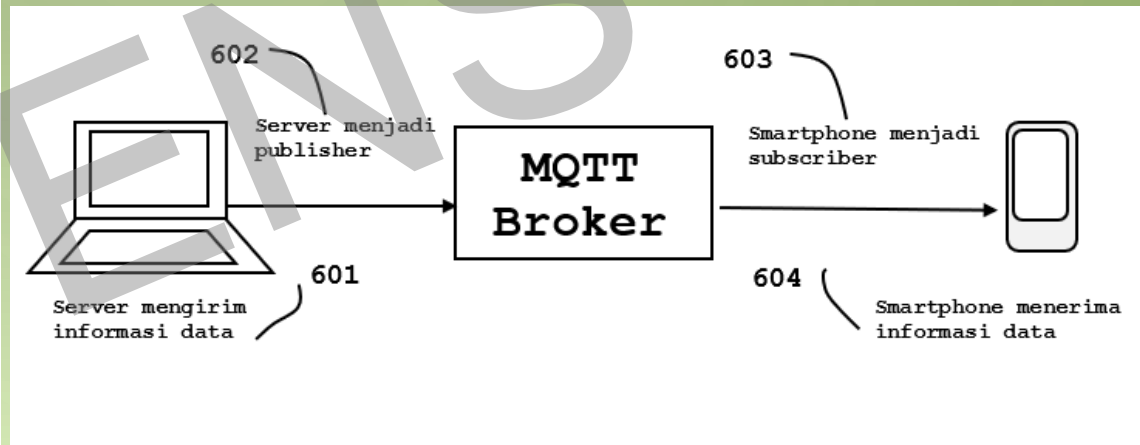 602
Server menjadi
publisher
MQTT
Broker
603
Smartphone menjadi
subscriber
601
Server mengirim
informasi data
604
Smartphone menerima
informasi data
ENS